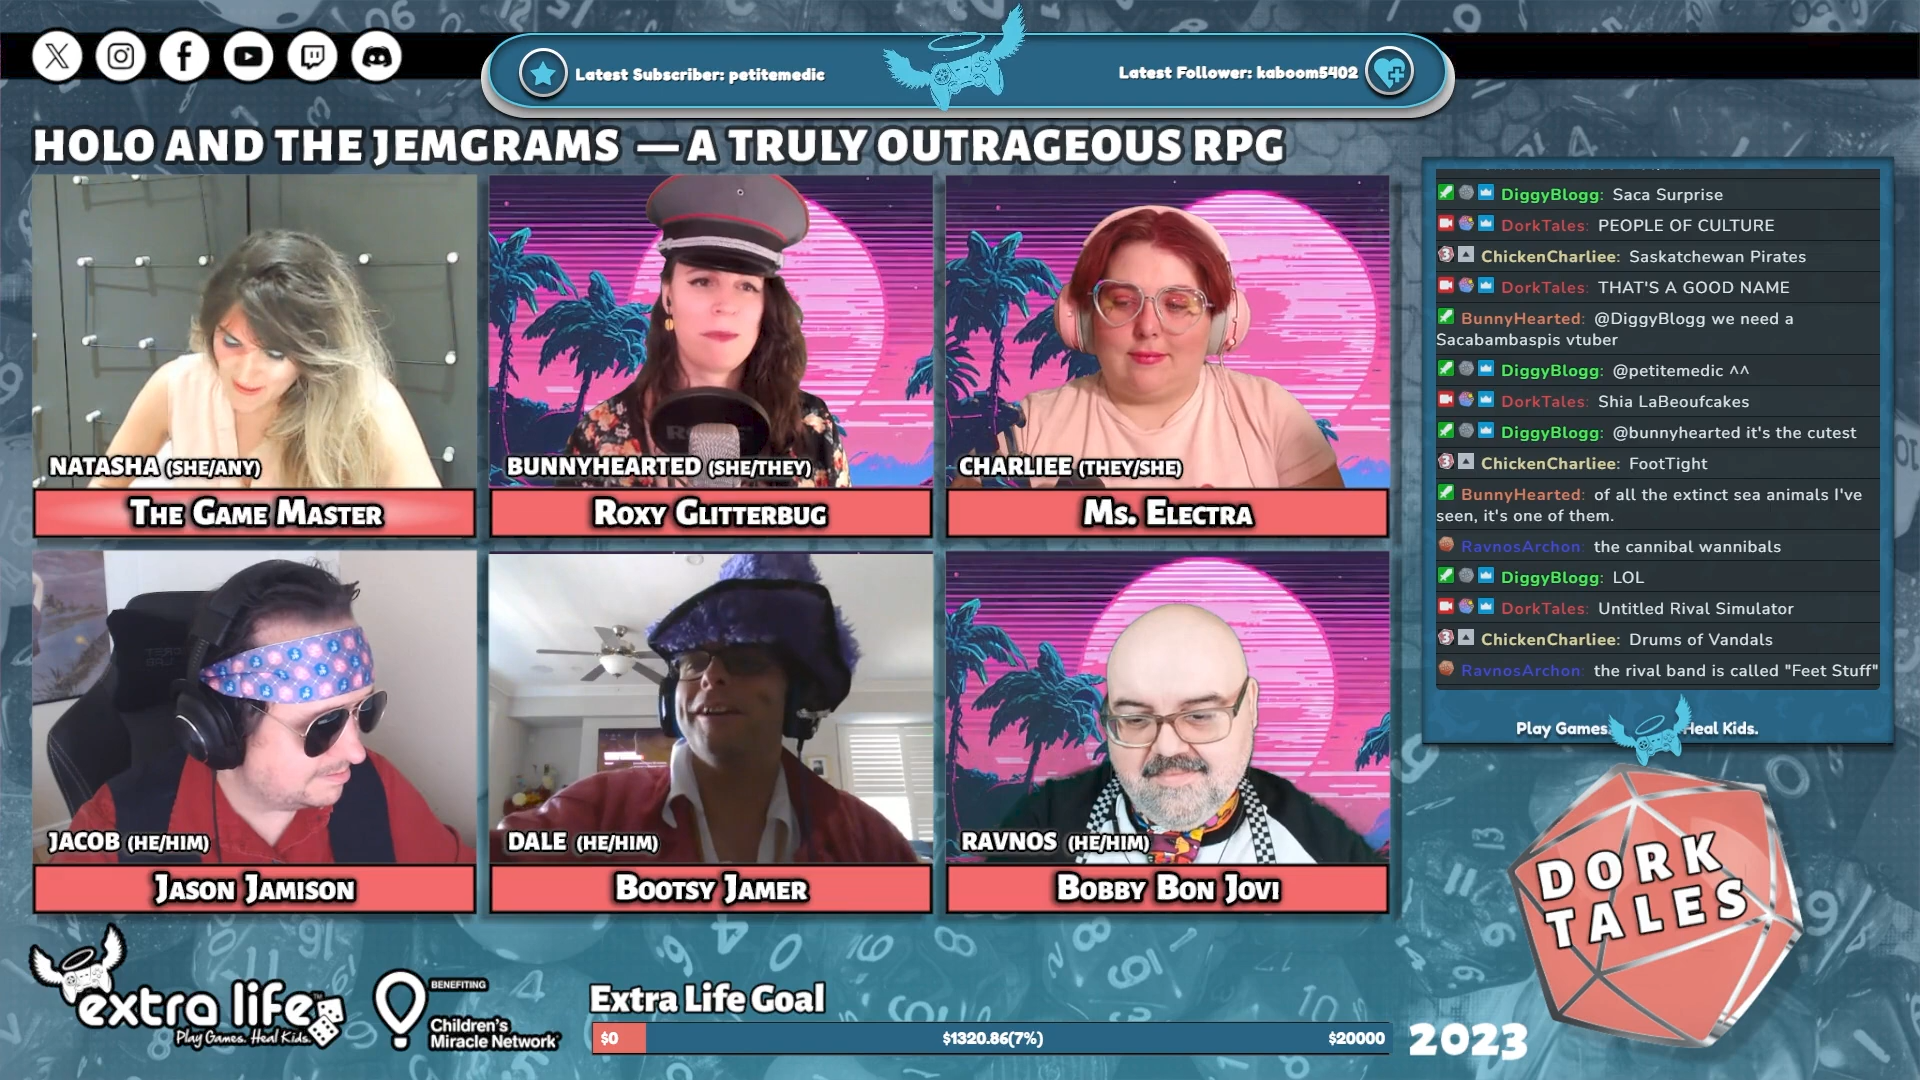 Latest Subscriber: petitemedic
Latest Follower: kaboom5402
HOLO AND THE JEMGRAMS — A TRULY OUTRAGEOUS RPG
NATASHA (SHE/ANY)
THE GAME MASTER
BUNNYHEARTED (SHE/THEY)
ROXY GLITTERBUG
CHARLIEE (THEY/SHE)
MS. ELECTRA
JACOB (HE/HIM)
JASON JAMISON
DALE (HE/HIM)
BOOTSY JAMER
RAVNOS (HE/HIM)
BOBBY BON JOVI
DiggyBlogg: Saca Surprise
DorkTales: PEOPLE OF CULTURE
ChickenCharliee: Saskatchewan Pirates
DorkTales: THAT'S A GOOD NAME
BunnyHearted: @DiggyBlogg we need a
Sacabambaspis vtuber
DiggyBlogg: @petitemedic ^^
DorkTales: Shia LaBeoufcakes
DiggyBlogg: @bunnyhearted it's the cutest
ChickenCharliee: FootTight
BunnyHearted: of all the extinct sea animals I've
seen, it's one of them.
RavnosArchon: the cannibal wannibals
DiggyBlogg: LOL
DorkTales: Untitled Rival Simulator
ChickenCharliee: Drums of Vandals
RavnosArchon: the rival band is called "Feet Stuff"
Play Games. Heal Kids.
DORK
TALES
extra life
Play Games. Heal Kids.
BENEFITING
Children's
Miracle Network
Extra Life Goal
$0 $1320.86(7%) $20000
2023